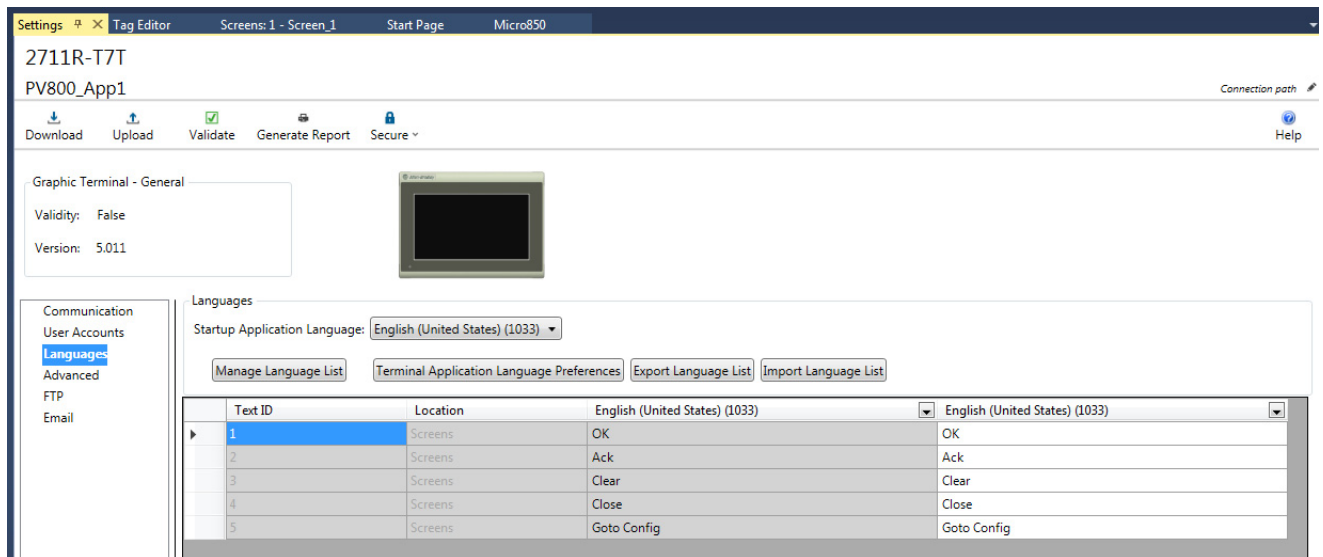 Settings Tag Editor Screens: 1 - Screen_1 Start Page Micro850
2711R-T7T
PV800_App1
Connection path
Download Upload Validate Generate Report Secure Help
Graphic Terminal - General
Validity: False
Version: 5.011
Communication
User Accounts
Languages
Advanced
FTP
Email
Languages
Startup Application Language: English (United States) (1033)
Manage Language List Terminal Application Language Preferences Export Language List Import Language List
Text ID Location English (United States) (1033) English (United States) (1033)
1 Screens OK OK
2 Screens Ack Ack
3 Screens Clear Clear
4 Screens Close Close
5 Screens Goto Config Goto Config